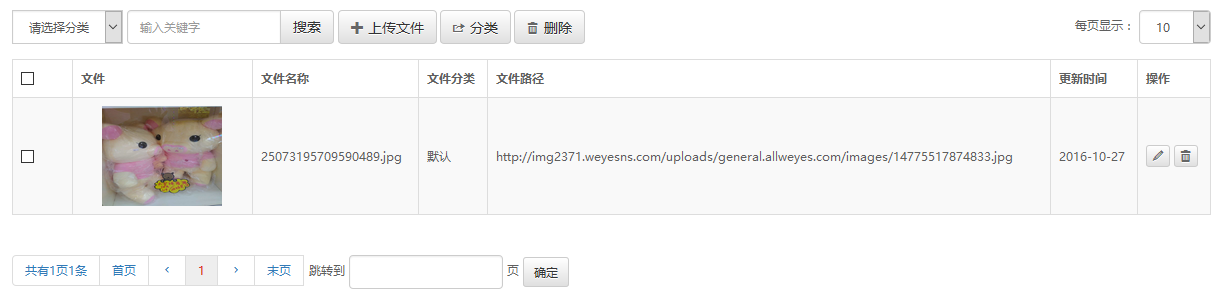 请选择分类 输入关键字 搜索 上传文件 分类 删除 每页显示： 10
文件 文件名称 文件分类 文件路径 更新时间 操作
25073195709590489.jpg 默认 http://img2371.weyesns.com/uploads/general.allweyes.com/images/14775517874833.jpg 2016-10-27
共有1页1条 首页 ‹ 1 › 末页 跳转到 页 确定